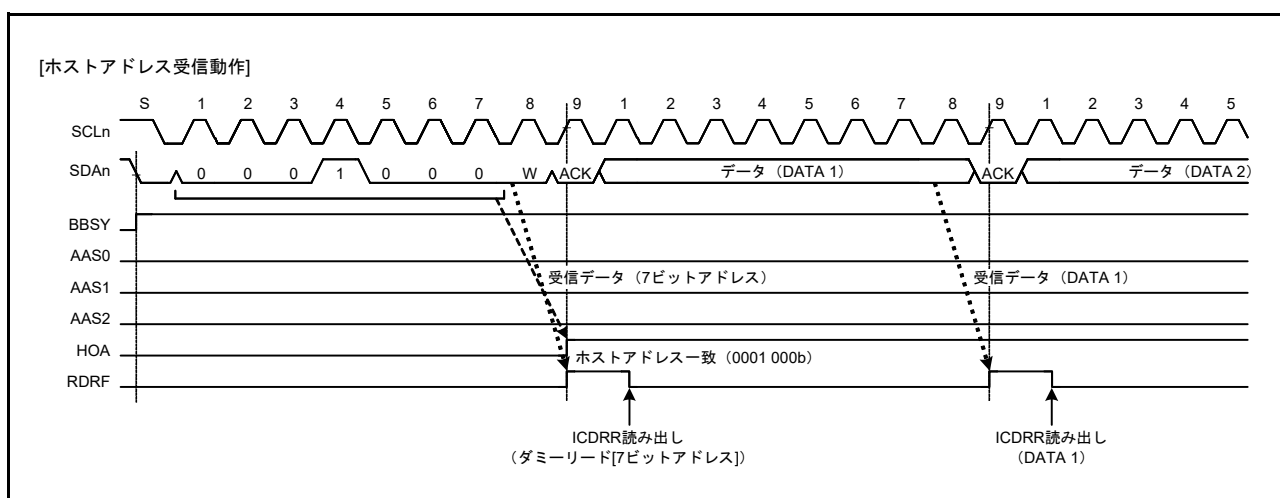 [ホストアドレス受信動作]
S 1 2 3 4 5 6 7 8 9 1 2 3 4 5 6 7 8 9 1 2 3 4 5
SCLn
SDAn 0 0 0 1 0 0 0 W ACK データ（DATA 1） ACK データ（DATA 2）
BBSY
AAS0
受信データ（7ビットアドレス） 受信データ（DATA 1）
AAS1
AAS2
HOA
ホストアドレス一致（0001 000b）
RDRF
ICDRR読み出し
（ダミーリード[7ビットアドレス]）
ICDRR読み出し
（DATA 1）